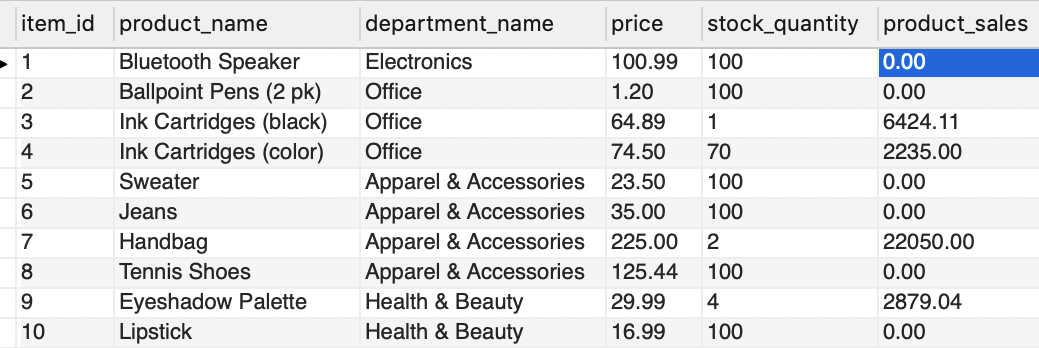 item_id product_name department_name price stock_quantity product_sales
1 Bluetooth Speaker Electronics 100.99 100 0.00
2 Ballpoint Pens (2 pk) Office 1.20 100 0.00
3 Ink Cartridges (black) Office 64.89 1 6424.11
4 Ink Cartridges (color) Office 74.50 70 2235.00
5 Sweater Apparel & Accessories 23.50 100 0.00
6 Jeans Apparel & Accessories 35.00 100 0.00
7 Handbag Apparel & Accessories 225.00 2 22050.00
8 Tennis Shoes Apparel & Accessories 125.44 100 0.00
9 Eyeshadow Palette Health & Beauty 29.99 4 2879.04
10 Lipstick Health & Beauty 16.99 100 0.00